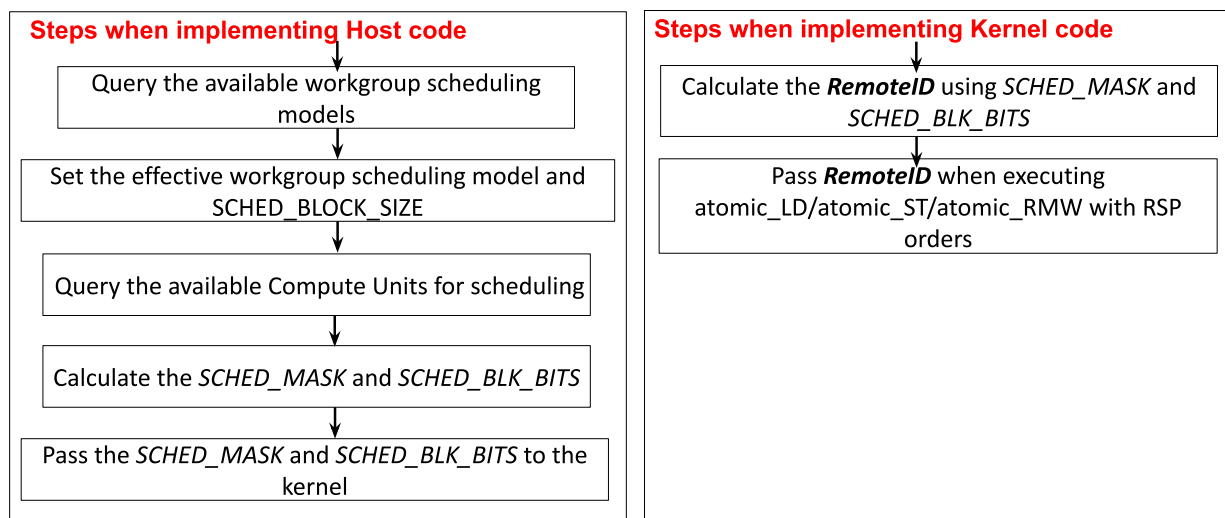 Steps when implementing Host code
Query the available workgroup scheduling
models
Set the effective workgroup scheduling model and
SCHED_BLOCK_SIZE
Query the available Compute Units for scheduling
Calculate the SCHED_MASK and SCHED_BLK_BITS
Pass the SCHED_MASK and SCHED_BLK_BITS to the
kernel
Steps when implementing Kernel code
Calculate the RemoteID using SCHED_MASK and
SCHED_BLK_BITS
Pass RemoteID when executing
atomic_LD/atomic_ST/atomic_RMW with RSP
orders